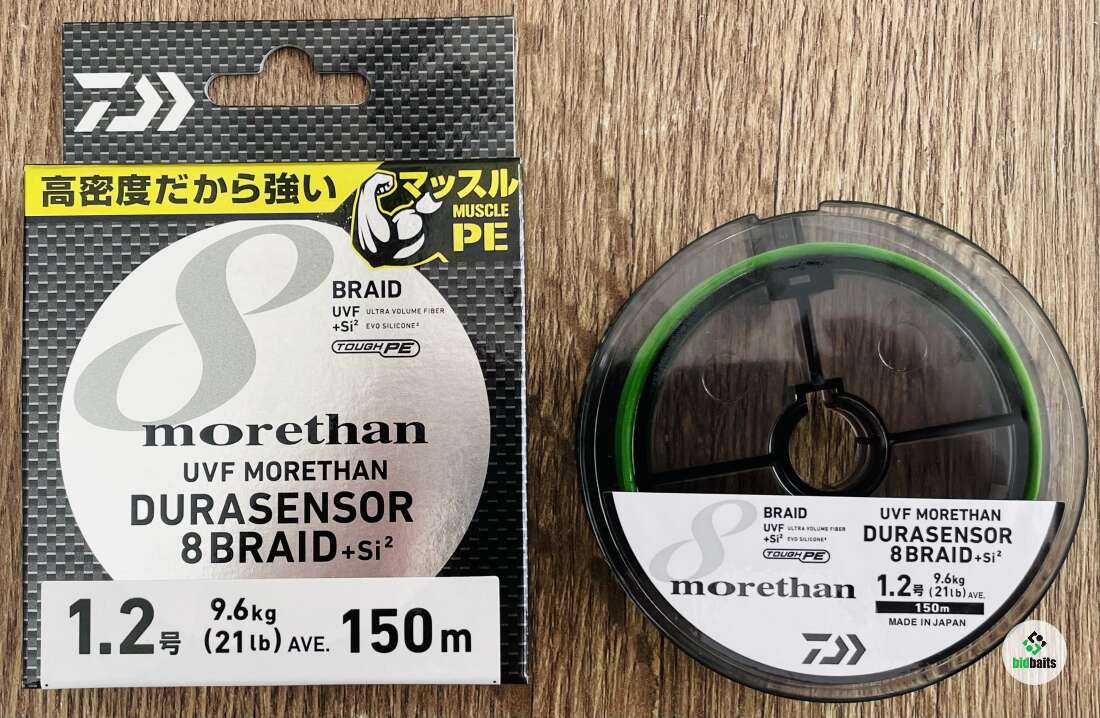 高密度だから強い
マッスル
MUSCLE
PE
8
BRAID
UVF ULTRA VOLUME FIBER
+Si² EVO SILICONE²
TOUGH PE
morethan
UVF MORETHAN
DURASENSOR
8BRAID+Si²
1.2号 9.6kg (21lb) AVE. 150m
8
BRAID
UVF ULTRA VOLUME FIBER
+Si² EVO SILICONE²
TOUGH PE
morethan
UVF MORETHAN
DURASENSOR
8BRAID+Si²
1.2号 9.6kg (21lb) AVE.
150m
MADE IN JAPAN
bidbaits